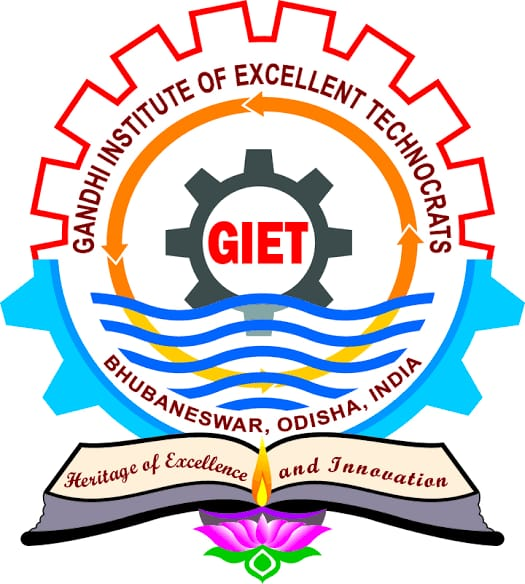 GANDHI INSTITUTE OF EXCELLENT TECHNOCRATS
GIET
BHUBANESWAR, ODISHA, INDIA
Heritage of Excellence and Innovation